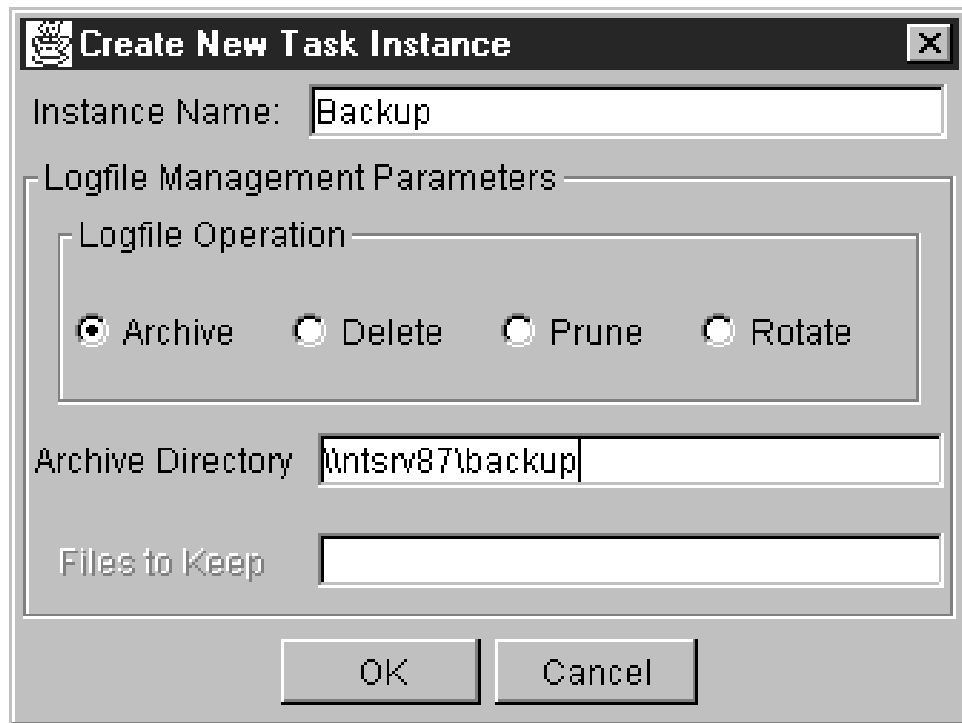 Create New Task Instance
Instance Name: Backup
Logfile Management Parameters
Logfile Operation
Archive Delete Prune Rotate
Archive Directory \\ntsrv87\backup
Files to Keep
OK Cancel